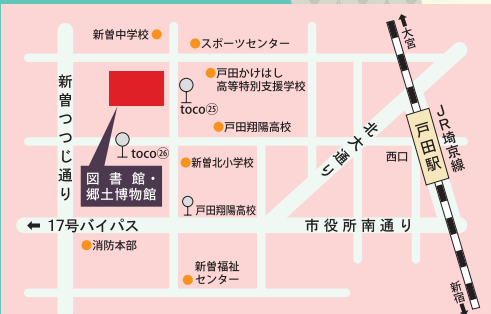 新曽中学校
スポーツセンター
大宮
戸田かけはし
高等特別支援学校
toco㉕
新曽つつじ通り
戸田翔陽高校
北大通り
JR埼京線
戸田駅
西口
toco㉖
新曽北小学校
図書館・
郷土博物館
戸田翔陽高校
← 17号バイパス
市役所南通り
消防本部
新曽福祉
センター
新宿